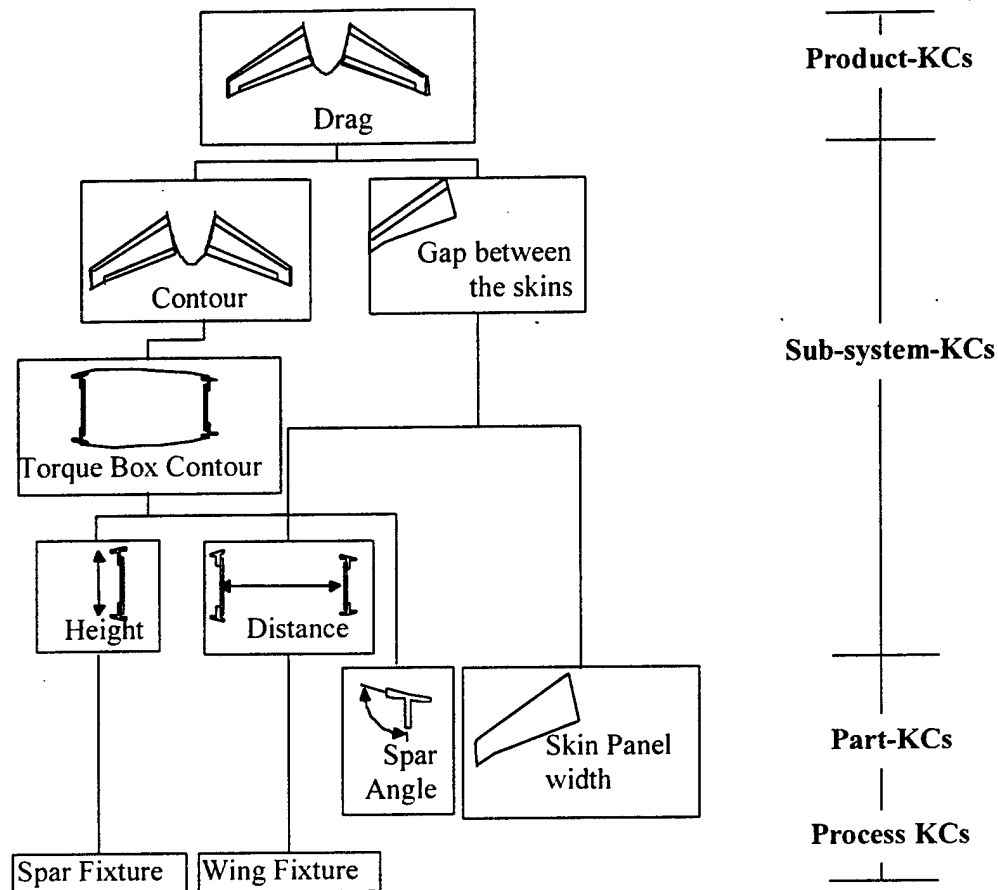 Product-KCs
Drag
Gap between
the skins
Contour
Sub-system-KCs
Torque Box Contour
Height
Distance
Spar
Angle
Skin Panel
width
Part-KCs
Process KCs
Spar Fixture
Wing Fixture